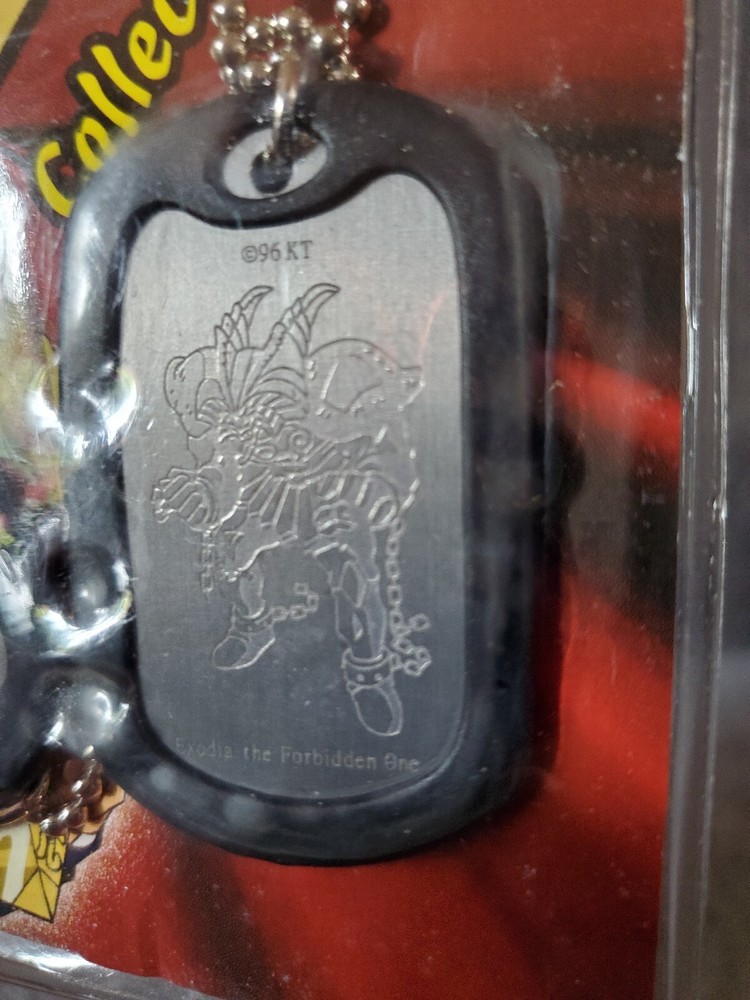 Collec
©96 KT
Exodia the Forbidden One